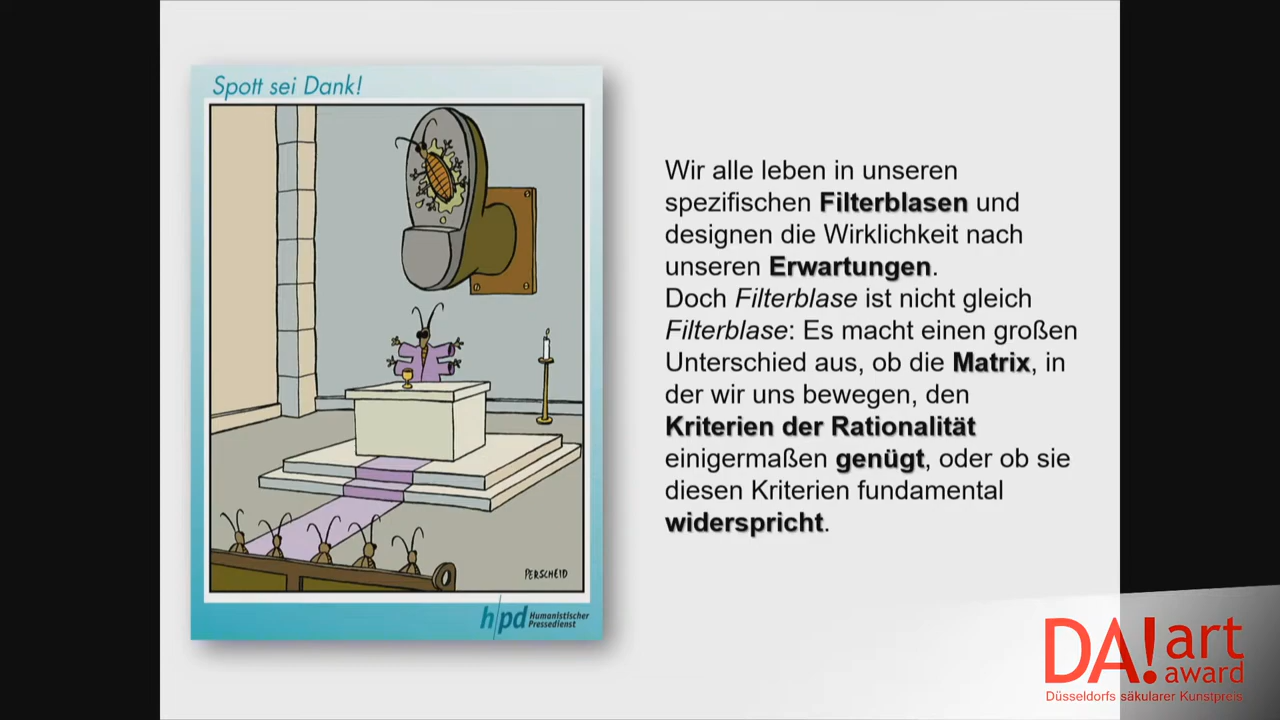 Spott sei Dank!
PERSCHEID
h/pd Humanistischer
Pressedienst
Wir alle leben in unseren
spezifischen Filterblasen und
designen die Wirklichkeit nach
unseren Erwartungen.
Doch Filterblase ist nicht gleich
Filterblase: Es macht einen großen
Unterschied aus, ob die Matrix, in
der wir uns bewegen, den
Kriterien der Rationalität
einigermaßen genügt, oder ob sie
diesen Kriterien fundamental
widerspricht.
DA! art
award
Düsseldorfs säkularer Kunstpreis